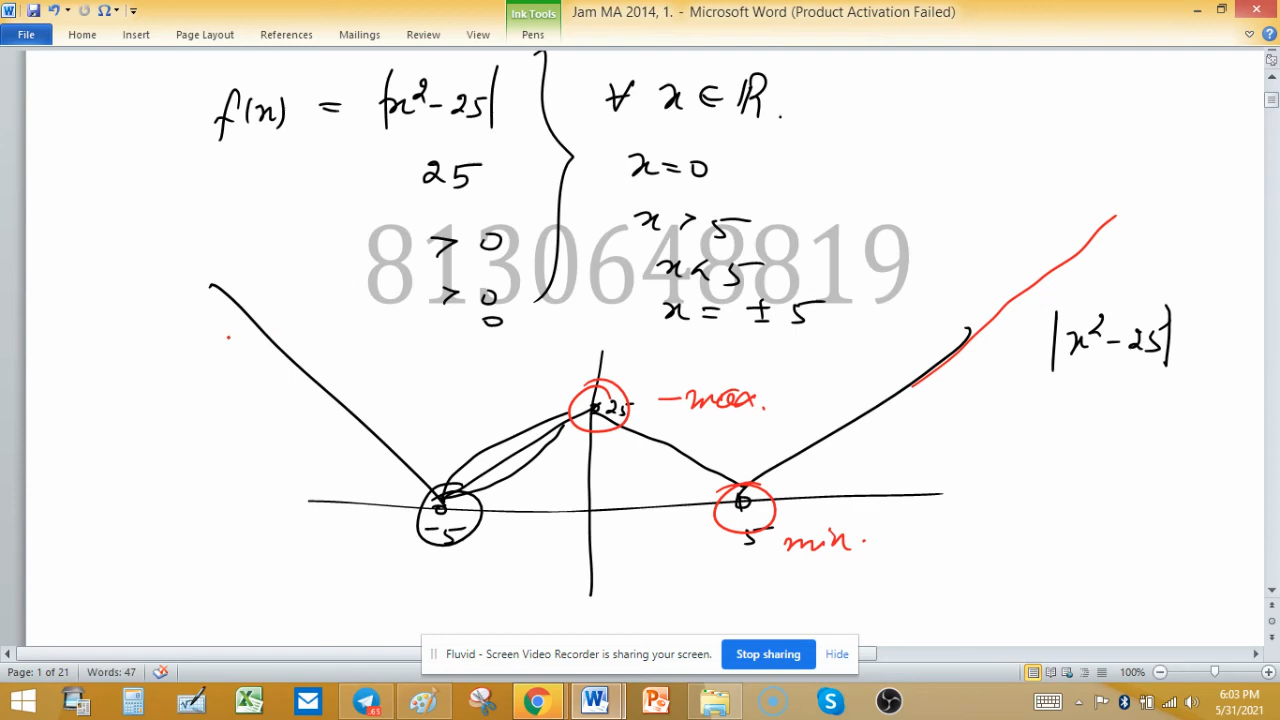 Ink Tools
Jam MA 2014, 1. - Microsoft Word (Product Activation Failed)
File Home Insert Page Layout References Mailings Review View Pens
f(x) = |x²-25| ∀ x ∈ ℝ.
25 x=0
> 0 x > 5
8130648819
x < 5
> 0
0 x = ± 5
|x²-25|
25 - max.
-5
5 min.
Fluvid - Screen Video Recorder is sharing your screen. Stop sharing Hide
Page: 1 of 21 Words: 47 100%
65
6:03 PM
5/31/2021